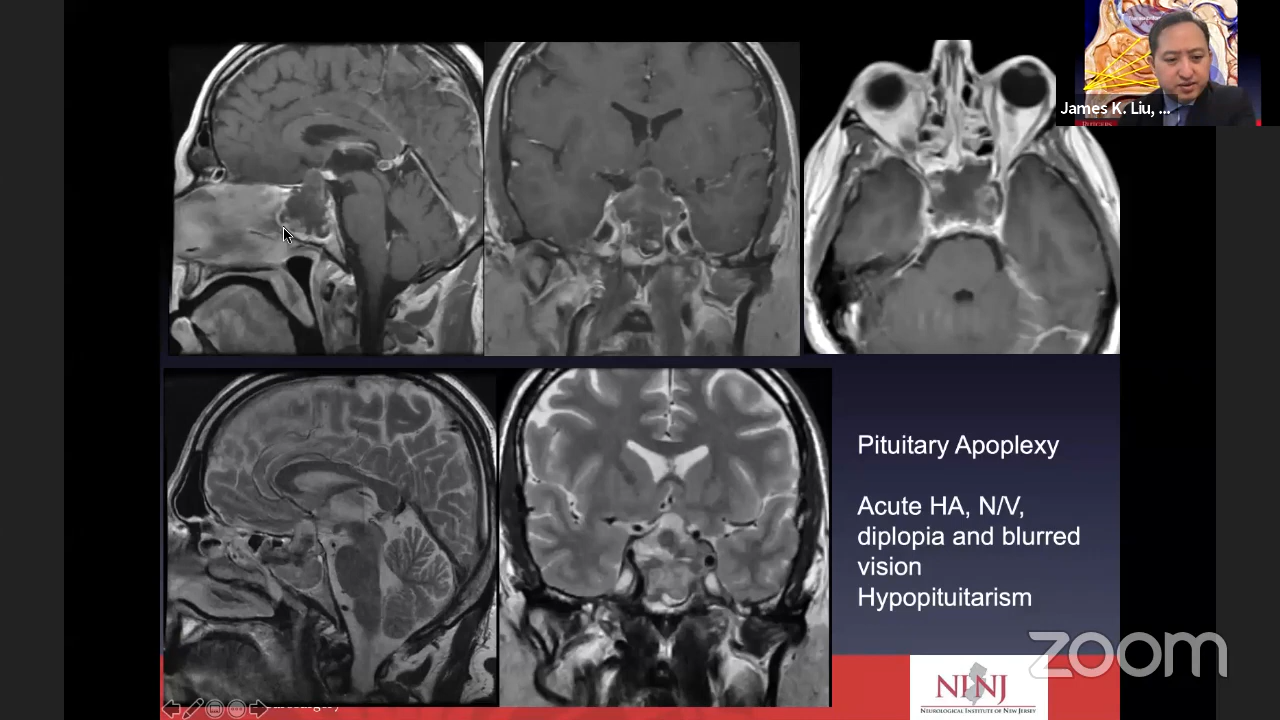 James K. Liu, ...
Pituitary Apoplexy
Acute HA, N/V,
diplopia and blurred
vision
Hypopituitarism
zoom
NINJ
NEUROLOGICAL INSTITUTE OF NEW JERSEY